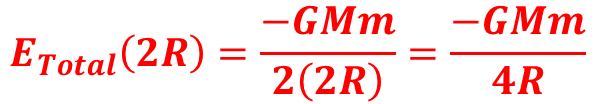 E_Total(2R) = -GMm / 2(2R) = -GMm / 4R